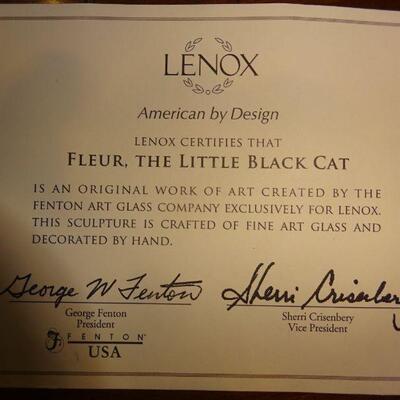 LENOX
American by Design
LENOX CERTIFIES THAT
FLEUR, THE LITTLE BLACK CAT
IS AN ORIGINAL WORK OF ART CREATED BY THE
FENTON ART GLASS COMPANY EXCLUSIVELY FOR LENOX.
THIS SCULPTURE IS CRAFTED OF FINE ART GLASS AND
DECORATED BY HAND.
George W Fenton
George Fenton
President
FENTON®
USA
Sherri Crisenbery
Sherri Crisenbery
Vice President